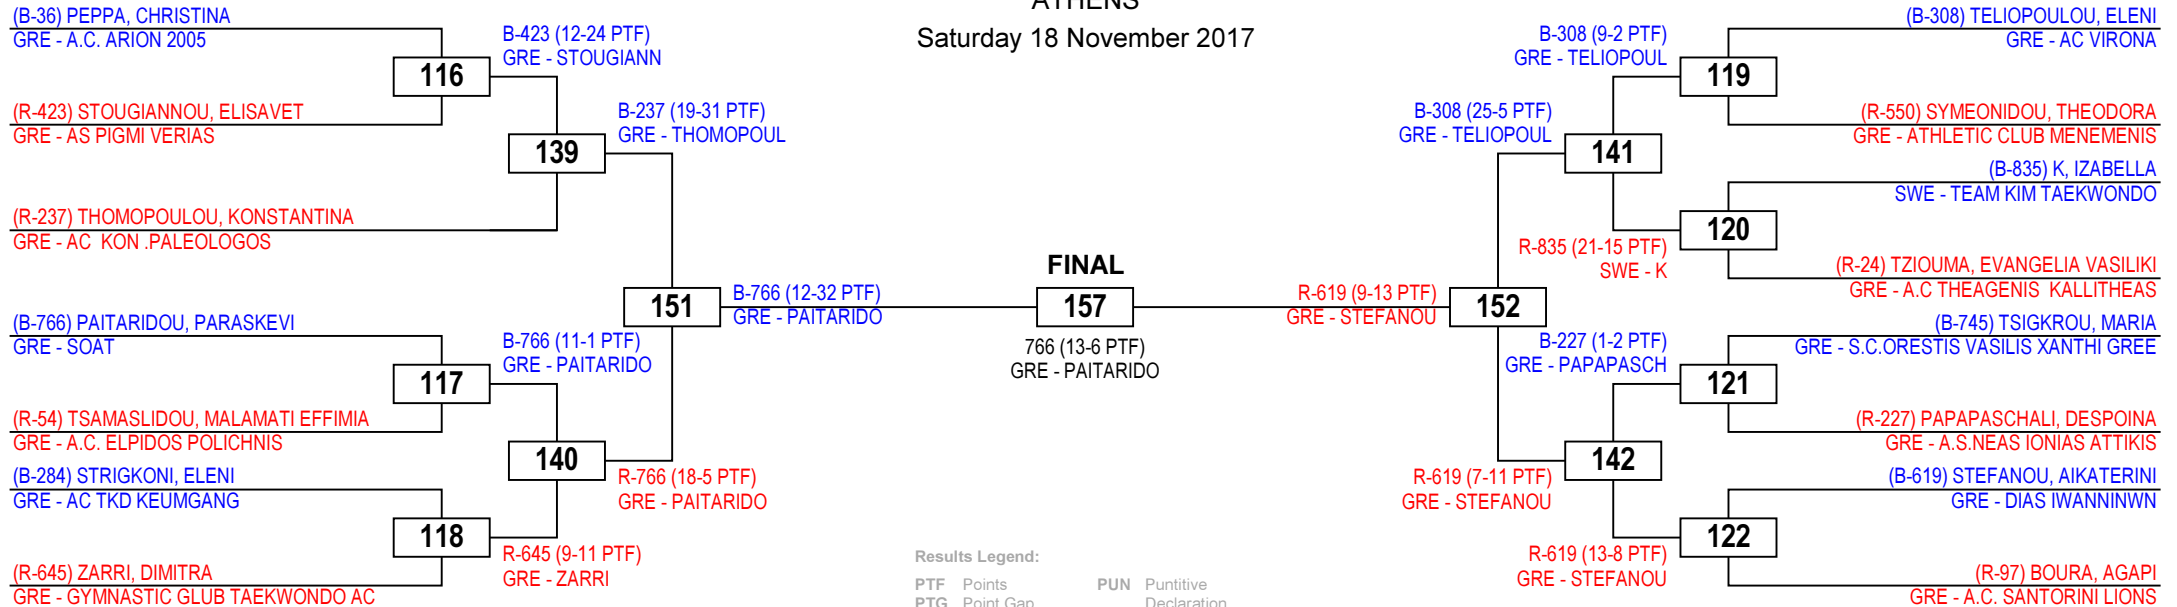 ATHENS
Saturday 18 November 2017
(B-36) PEPPA, CHRISTINA
GRE - A.C. ARION 2005
116
(R-423) STOUGIANNOU, ELISAVET
GRE - AS PIGMI VERIAS
B-423 (12-24 PTF)
GRE - STOUGIANN
139
(R-237) THOMOPOULOU, KONSTANTINA
GRE - AC KON .PALEOLOGOS
B-237 (19-31 PTF)
GRE - THOMOPOUL
151
(B-766) PAITARIDOU, PARASKEVI
GRE - SOAT
117
(R-54) TSAMASLIDOU, MALAMATI EFFIMIA
GRE - A.C. ELPIDOS POLICHNIS
B-766 (11-1 PTF)
GRE - PAITARIDO
140
(B-284) STRIGKONI, ELENI
GRE - AC TKD KEUMGANG
118
(R-645) ZARRI, DIMITRA
GRE - GYMNASTIC GLUB TAEKWONDO AC
R-645 (9-11 PTF)
GRE - ZARRI
R-766 (18-5 PTF)
GRE - PAITARIDO
B-766 (12-32 PTF)
GRE - PAITARIDO
FINAL
157
766 (13-6 PTF)
GRE - PAITARIDO
R-619 (9-13 PTF)
GRE - STEFANOU
152
B-308 (25-5 PTF)
GRE - TELIOPOUL
141
B-308 (9-2 PTF)
GRE - TELIOPOUL
119
(B-308) TELIOPOULOU, ELENI
GRE - AC VIRONA
(R-550) SYMEONIDOU, THEODORA
GRE - ATHLETIC CLUB MENEMENIS
(B-835) K, IZABELLA
SWE - TEAM KIM TAEKWONDO
120
R-835 (21-15 PTF)
SWE - K
(R-24) TZIOUMA, EVANGELIA VASILIKI
GRE - A.C THEAGENIS KALLITHEAS
(B-745) TSIGKROU, MARIA
GRE - S.C.ORESTIS VASILIS XANTHI GREE
121
B-227 (1-2 PTF)
GRE - PAPAPASCH
(R-227) PAPAPASCHALI, DESPOINA
GRE - A.S.NEAS IONIAS ATTIKIS
142
R-619 (7-11 PTF)
GRE - STEFANOU
(B-619) STEFANOU, AIKATERINI
GRE - DIAS IWANNINWN
122
R-619 (13-8 PTF)
GRE - STEFANOU
(R-97) BOURA, AGAPI
GRE - A.C. SANTORINI LIONS
Results Legend:
PTF Points PUN Puntitive
PTG Point Gap Declaration